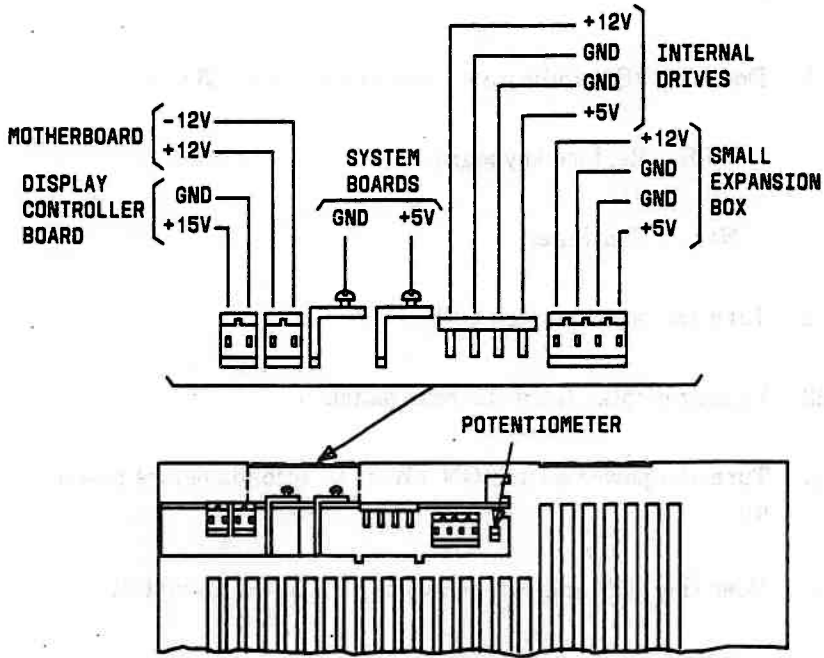 +12V
GND
GND
+5V
INTERNAL
DRIVES
MOTHERBOARD
-12V
+12V
DISPLAY
CONTROLLER
BOARD
GND
+15V
SYSTEM
BOARDS
GND +5V
+12V
GND
GND
+5V
SMALL
EXPANSION
BOX
POTENTIOMETER